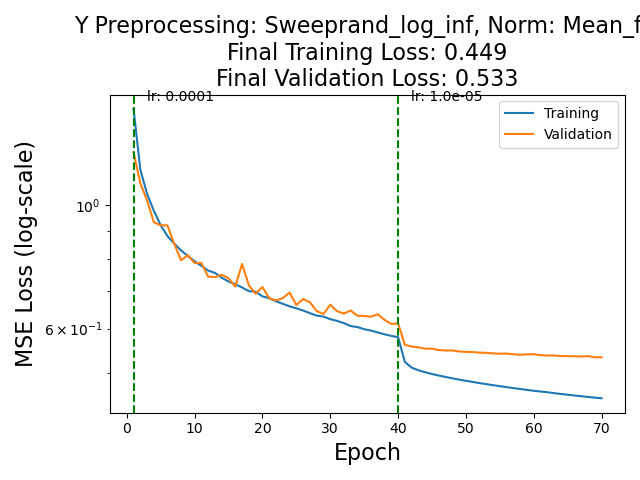 Y Preprocessing: Sweeprand_log_inf, Norm: Mean_f
Final Training Loss: 0.449
Final Validation Loss: 0.533
lr: 0.0001
lr: 1.0e-05
Training
Validation
MSE Loss (log-scale)
10⁰
6 × 10⁻¹
0 10 20 30 40 50 60 70
Epoch